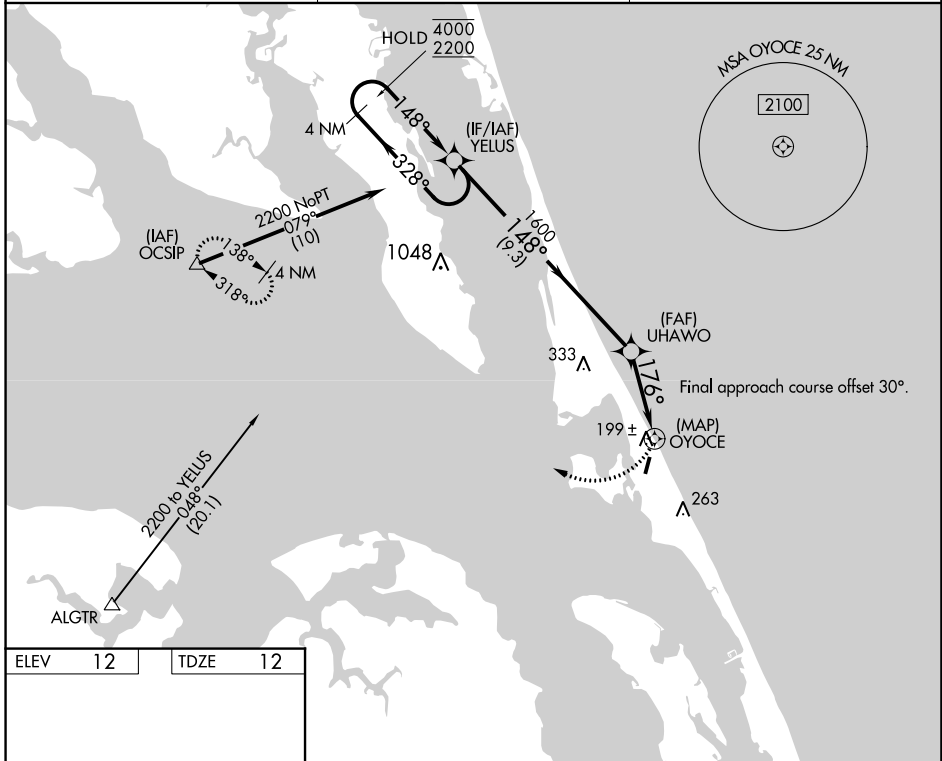 HOLD 4000
2200
MSA OYOCE 25 NM
2100
4 NM
148°
(IF/IAF)
YELUS
328°
2200 NoPT
079°
(10)
(IAF)
OCSIP
138°
4 NM
318°
1048
1600
148°
(9.3)
(FAF)
UHAWO
333
176°
Final approach course offset 30°.
199 ±
(MAP)
OYOCE
263
2200 to YELUS
048°
(20.1)
ALGTR
ELEV 12
TDZE 12